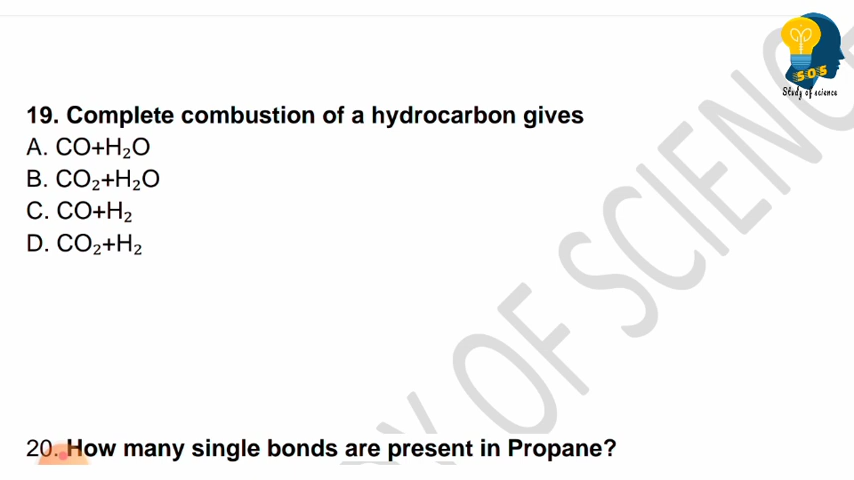 SOS
Study of science
19. Complete combustion of a hydrocarbon gives
A. CO+H₂O
B. CO₂+H₂O
C. CO+H₂
D. CO₂+H₂
Y OF SCIENC
20. How many single bonds are present in Propane?